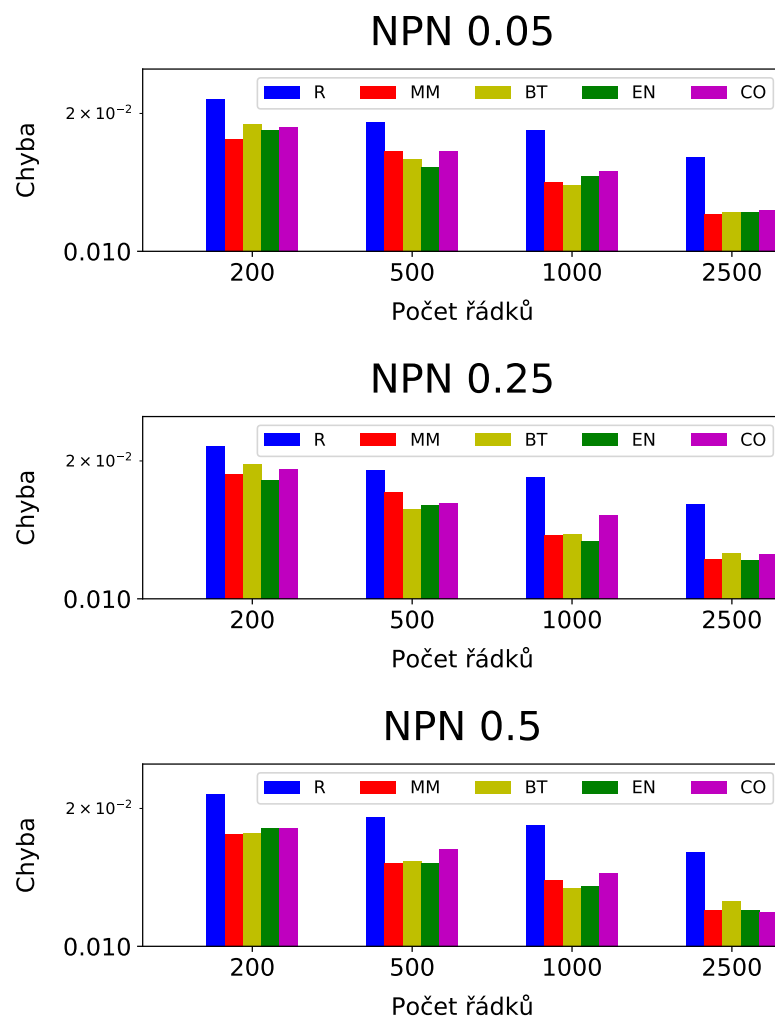 NPN 0.05
R MM BT EN CO
2 × 10⁻²
Chyba
0.010
200 500 1000 2500
Počet řádků
NPN 0.25
R MM BT EN CO
2 × 10⁻²
Chyba
0.010
200 500 1000 2500
Počet řádků
NPN 0.5
R MM BT EN CO
2 × 10⁻²
Chyba
0.010
200 500 1000 2500
Počet řádků